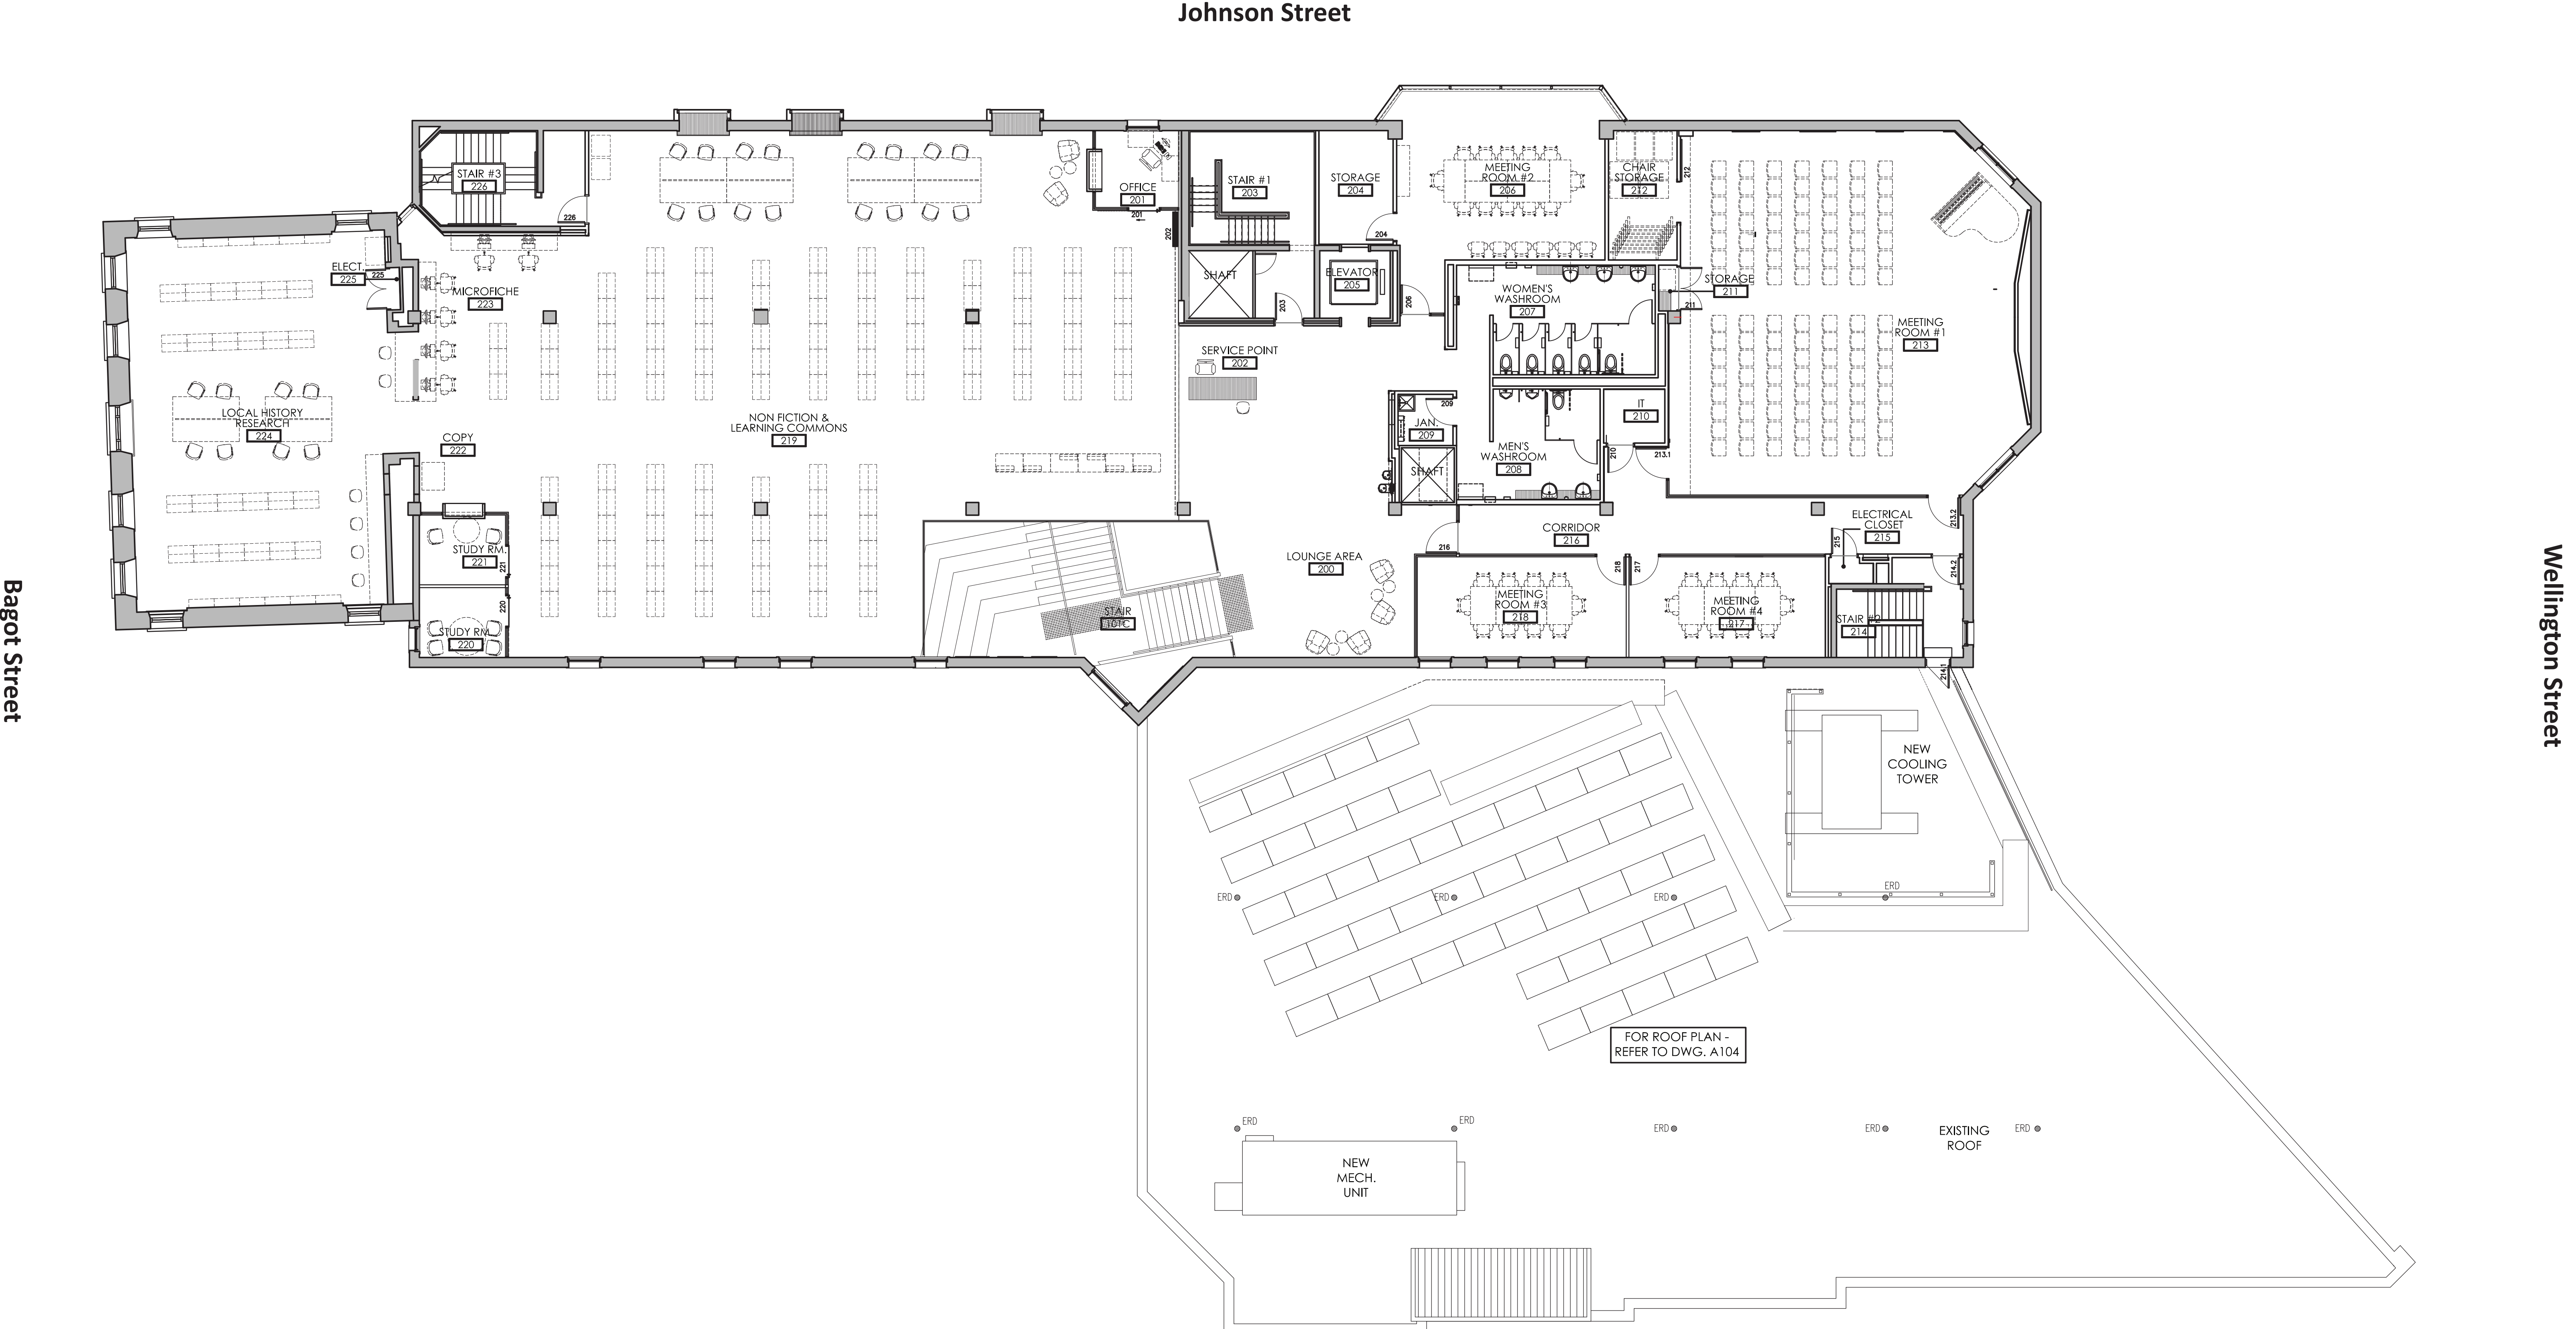 Johnson Street
STAIR #3
226
226
OFFICE
201
201
202
STAIR #1
203
STORAGE
204
204
MEETING
ROOM #2
206
CHAIR
STORAGE
212
212
ELECT.
225
225
MICROFICHE
223
SHAFT
203
ELEVATOR
205
206
WOMEN'S
WASHROOM
207
STORAGE
211
211
MEETING
ROOM #1
213
SERVICE POINT
202
LOCAL HISTORY
RESEARCH
224
COPY
222
NON FICTION &
LEARNING COMMONS
219
209
JAN.
209
IT
210
MEN'S
WASHROOM
208
210
213.1
SHAFT
STUDY RM.
221
221
220
STUDY RM.
220
STAIR
101C
LOUNGE AREA
200
216
CORRIDOR
216
ELECTRICAL
CLOSET
215
215
213.2
214.2
218
217
MEETING
ROOM #3
218
MEETING
ROOM #4
217
STAIR #2
214
214.1
Bagot Street
Wellington Street
NEW
COOLING
TOWER
ERD
ERD
ERD
ERD
FOR ROOF PLAN -
REFER TO DWG. A104
ERD
ERD
ERD
ERD
ERD
EXISTING
ROOF
NEW
MECH.
UNIT